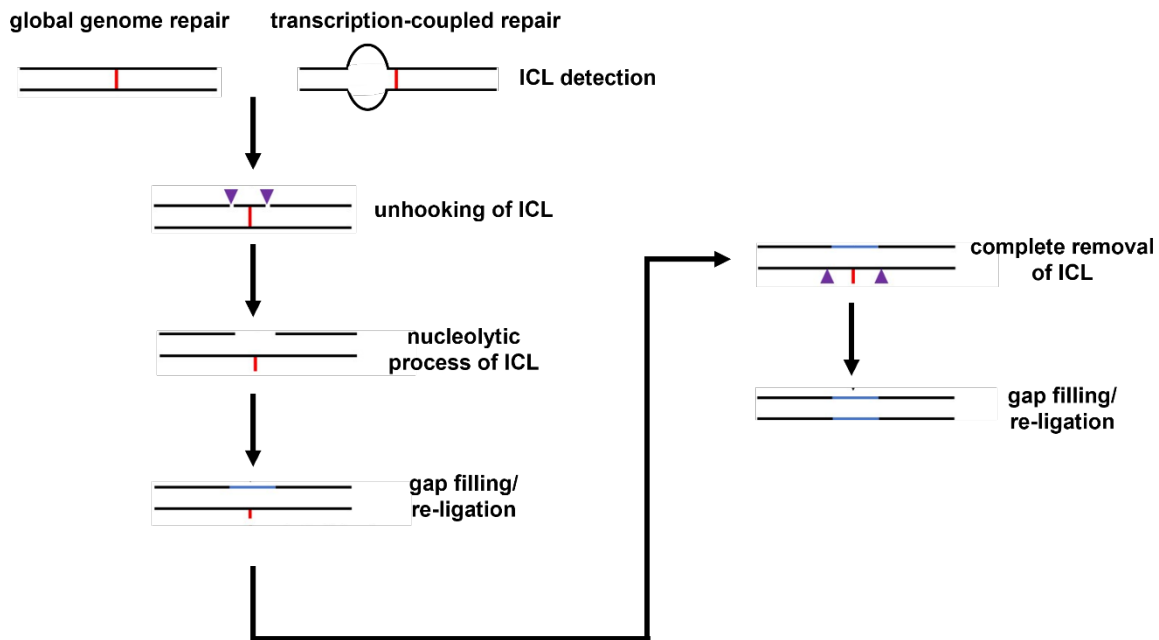 global genome repair
transcription-coupled repair
ICL detection
unhooking of ICL
nucleolytic
process of ICL
gap filling/
re-ligation
complete removal
of ICL
gap filling/
re-ligation